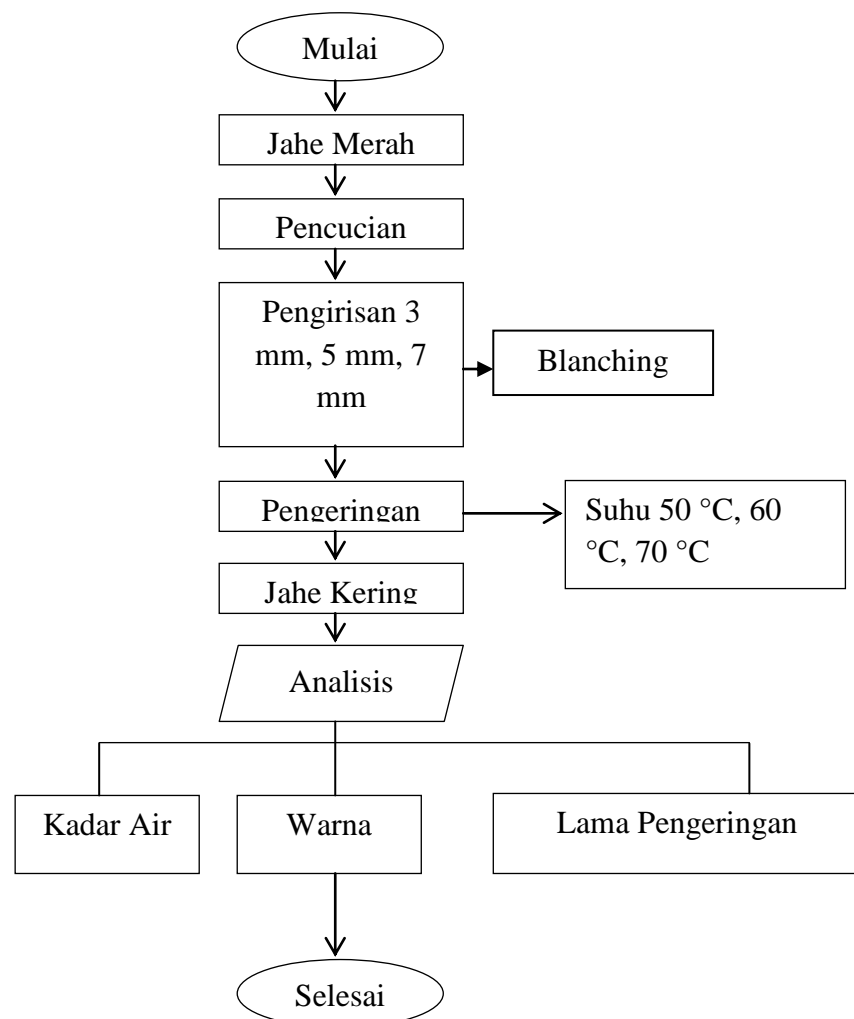 Mulai
Jahe Merah
Pencucian
Pengirisan 3
mm, 5 mm, 7
mm
Blanching
Pengeringan
Suhu 50 °C, 60
°C, 70 °C
Jahe Kering
Analisis
Kadar Air
Warna
Lama Pengeringan
Selesai